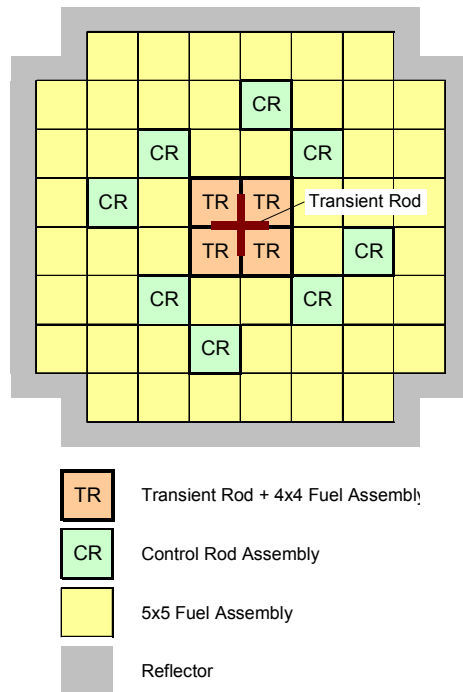 CR
CR CR
CR TR TR Transient Rod
TR TR CR
CR CR
CR
TR Transient Rod + 4x4 Fuel Assembly
CR Control Rod Assembly
5x5 Fuel Assembly
Reflector